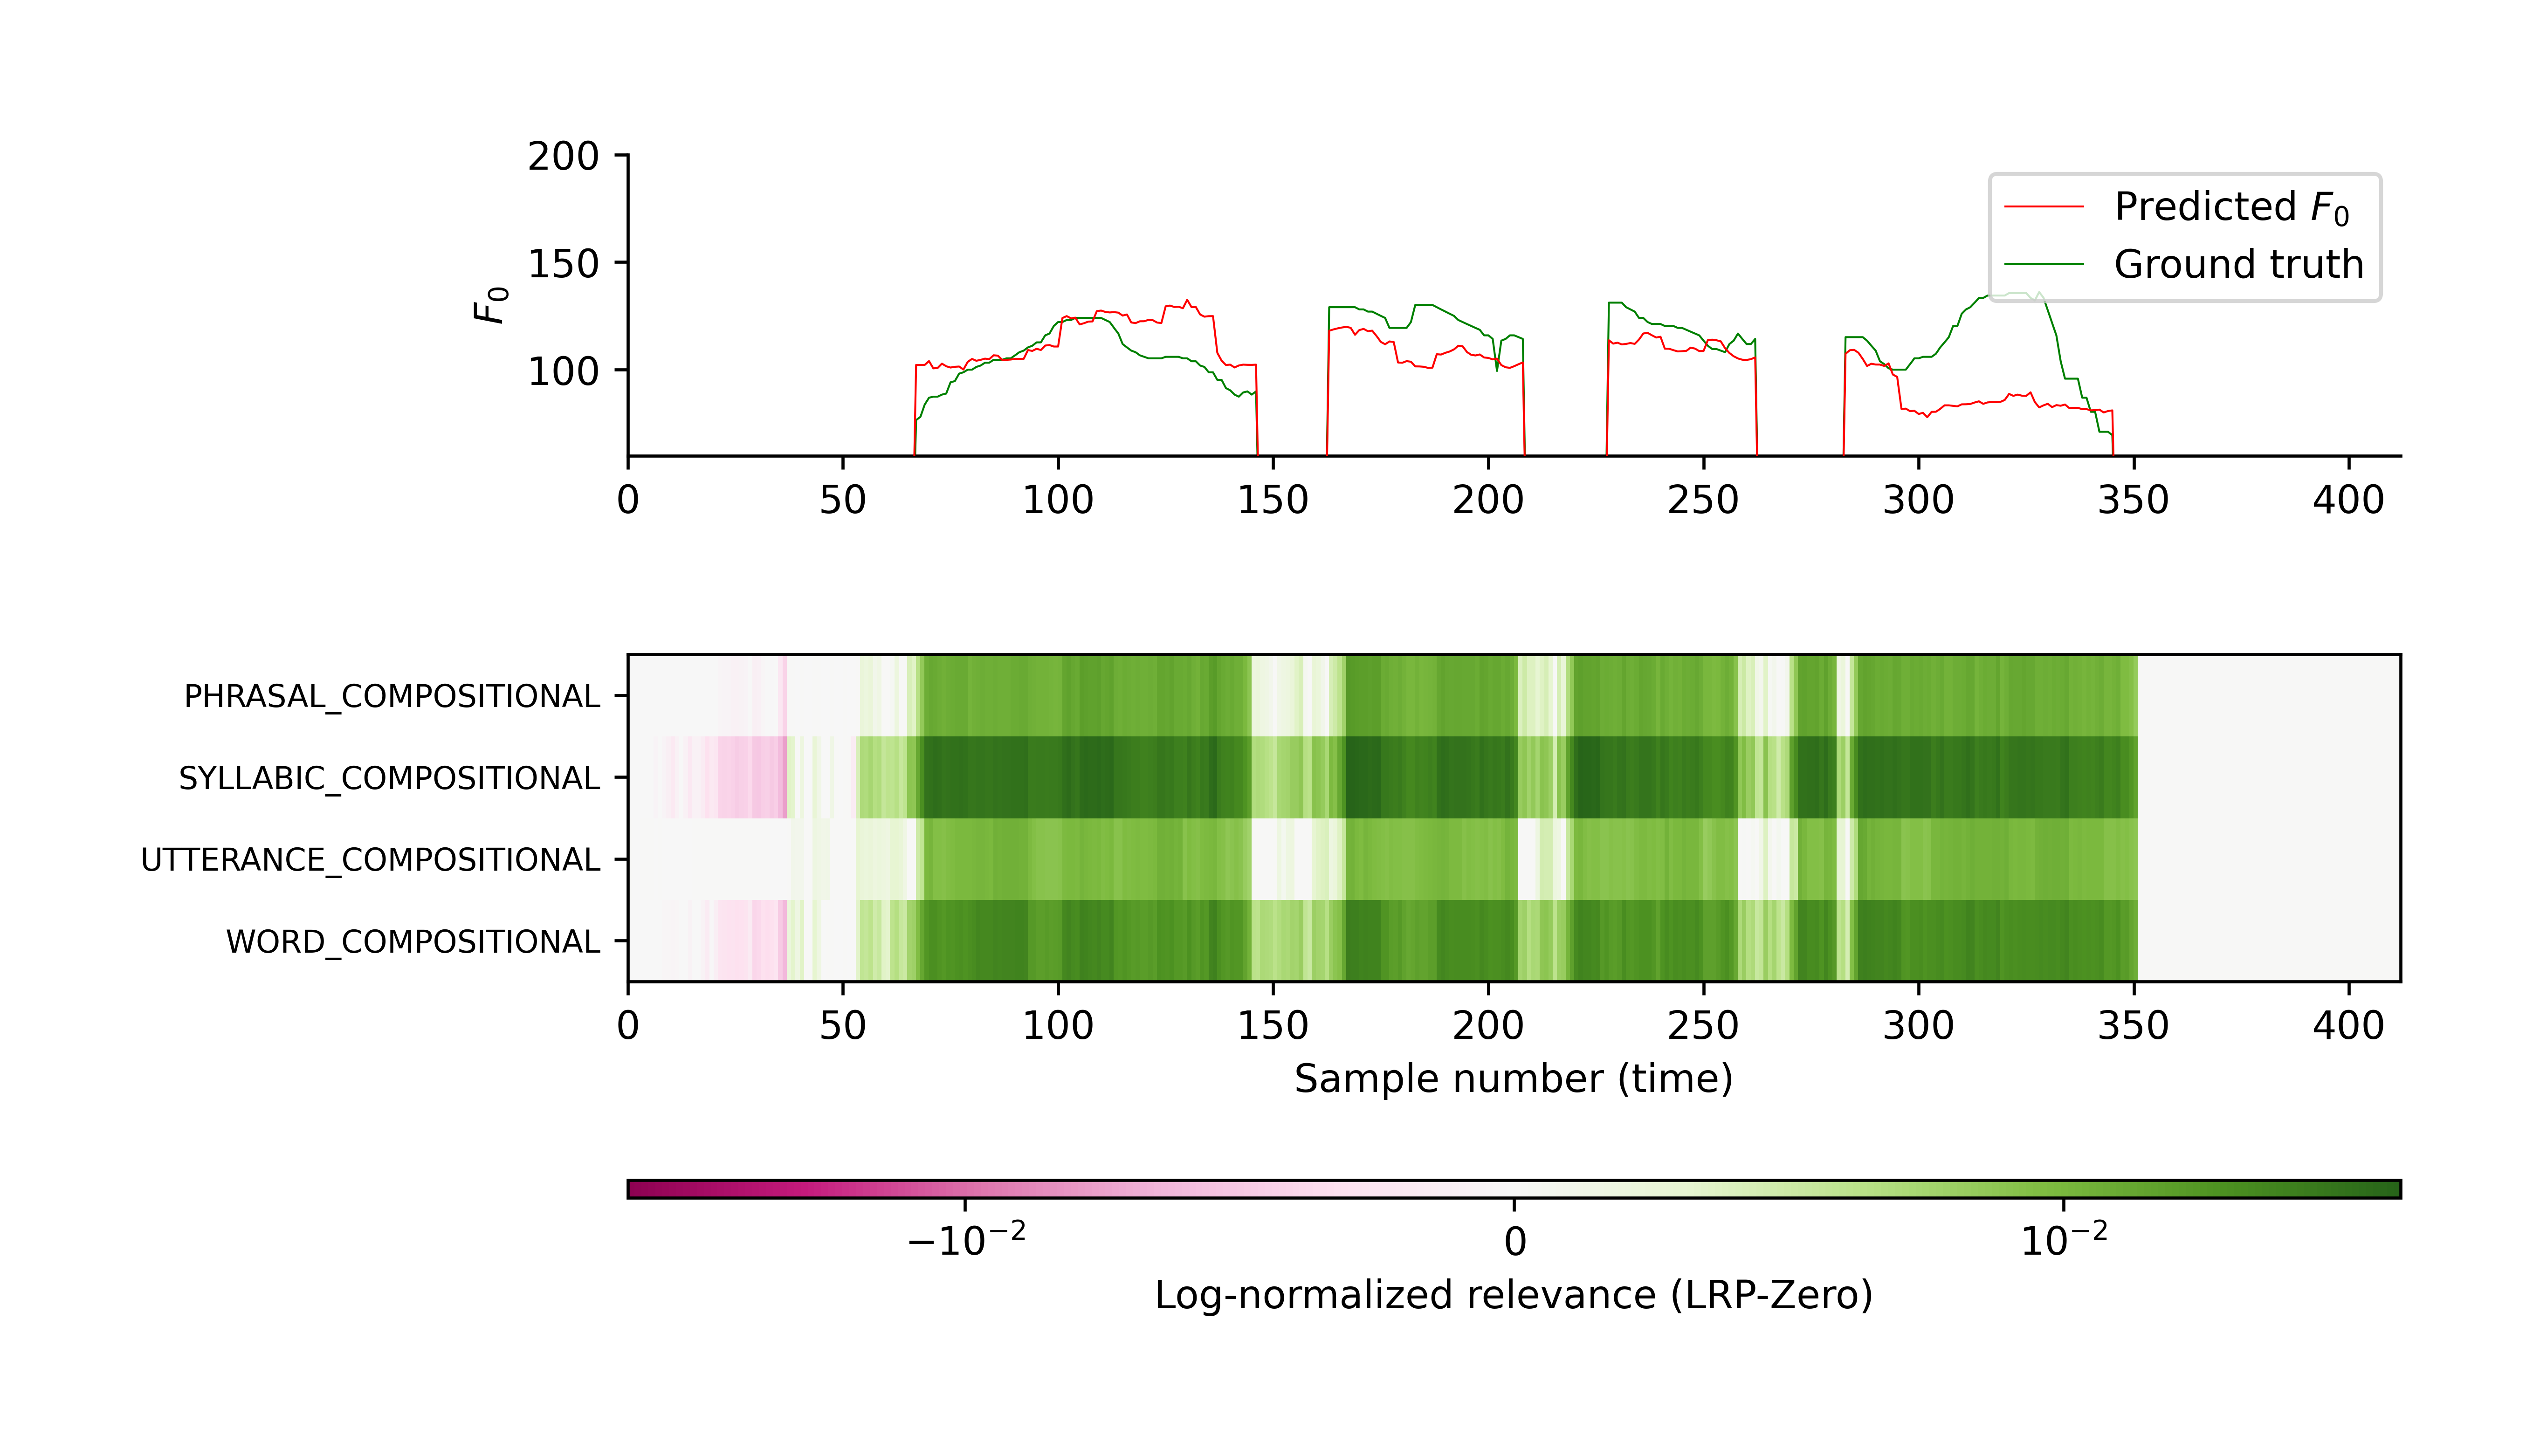 200
150
100
F₀
Predicted F₀
Ground truth
0 50 100 150 200 250 300 350 400
PHRASAL_COMPOSITIONAL
SYLLABIC_COMPOSITIONAL
UTTERANCE_COMPOSITIONAL
WORD_COMPOSITIONAL
0 50 100 150 200 250 300 350 400
Sample number (time)
−10⁻² 0 10⁻²
Log-normalized relevance (LRP-Zero)